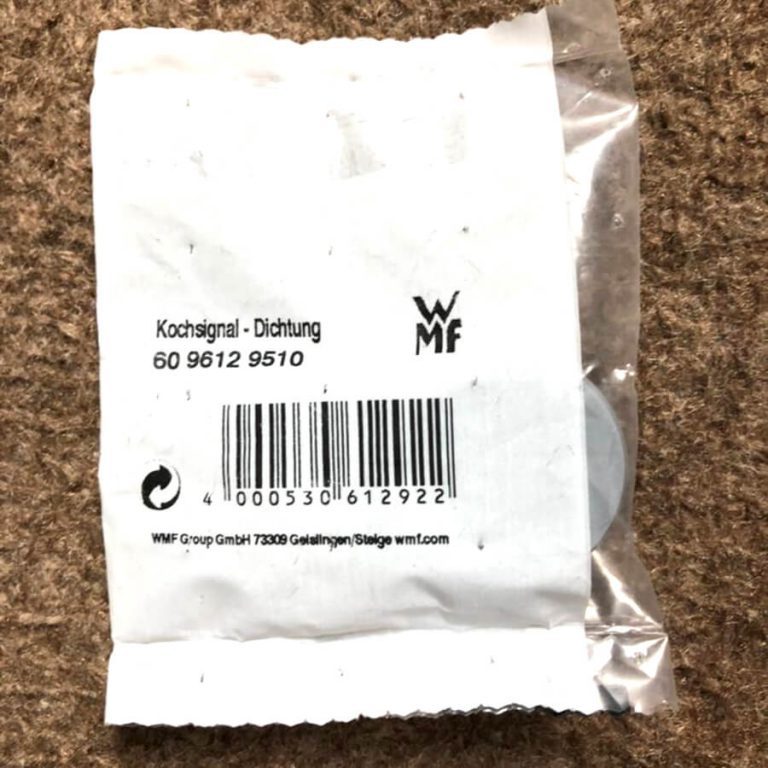 Kochsignal - Dichtung
60 9612 9510
WMF
4 000530 612922
WMF Group GmbH 73309 Geislingen/Steige wmf.com